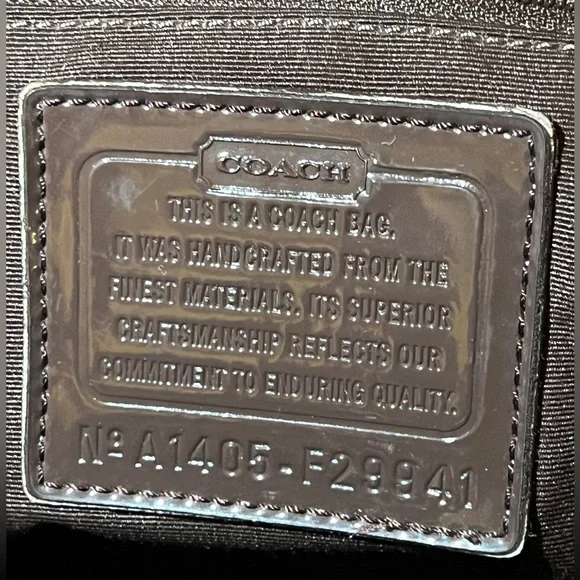 COACH
THIS IS A COACH BAG.
IT WAS HANDCRAFTED FROM THE
FINEST MATERIALS. ITS SUPERIOR
CRAFTSMANSHIP REFLECTS OUR
COMMITMENT TO ENDURING QUALITY.
Nº A1405-F29941